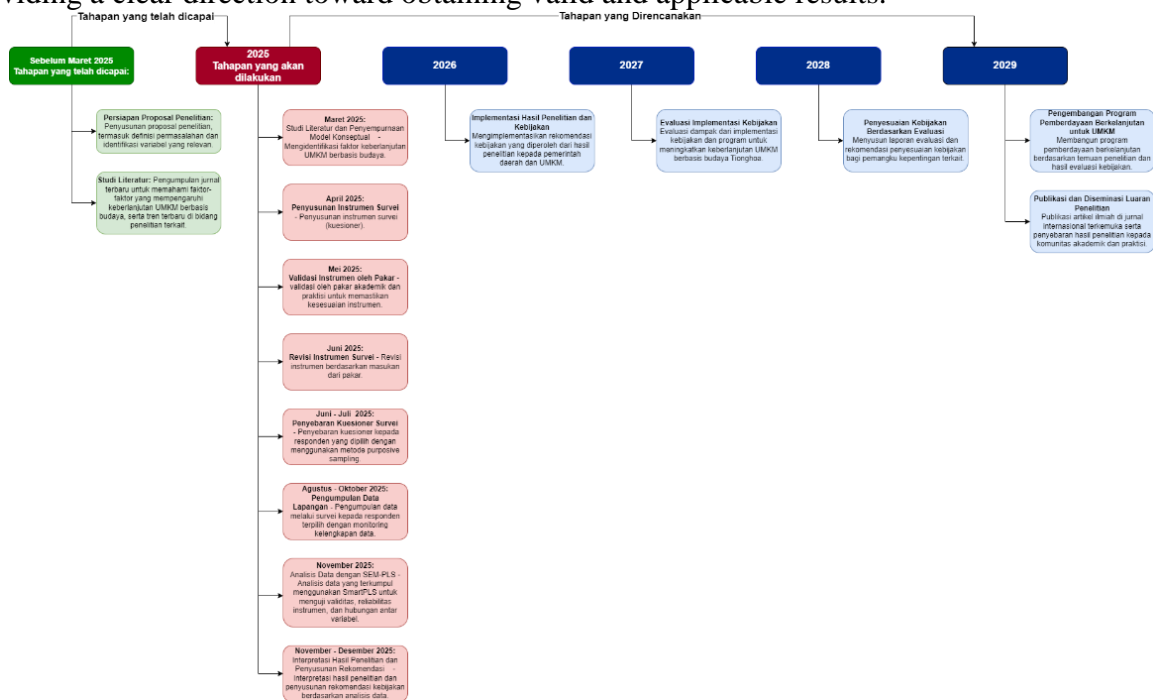 viding a clear direction toward obtaining valid and applicable results.
Tahapan yang telah dicapai
Tahapan yang Direncanakan
Sebelum Maret 2025
Tahapan yang telah dicapai:
Persiapan Proposal Penelitian:
Penyusunan proposal penelitian,
termasuk definisi permasalahan dan
identifikasi variabel yang relevan.
Studi Literatur: Pengumpulan jurnal
terbaru untuk memahami faktor-
faktor yang mempengaruhi
keberlanjutan UMKM berbasis
budaya, serta tren terbaru di bidang
penelitian terkait.
2025
Tahapan yang akan
dilakukan
Maret 2025:
Studi Literatur dan Penyempurnaan
Model Konseptual -
Mengidentifikasi faktor keberlanjutan
UMKM berbasis budaya.
April 2025:
Penyusunan Instrumen Survei
- Penyusunan instrumen survei
(kuesioner).
Mei 2025:
Validasi Instrumen oleh Pakar -
validasi oleh pakar akademik dan
praktisi untuk memastikan
kesesuaian instrumen.
Juni 2025:
Revisi Instrumen Survei - Revisi
instrumen berdasarkan masukan
dari pakar.
Juni - Juli 2025:
Penyebaran Kuesioner Survei
- Penyebaran kuesioner kepada
responden yang dipilih dengan
menggunakan metode purposive
sampling
Agustus - Oktober 2025:
Pengumpulan Data
Lapangan - Pengumpulan data
melalui survei kepada responden
terpilih dengan monitoring
kelengkapan data.
November 2025:
Analisis Data dengan SEM-PLS -
Analisis data yang terkumpul
menggunakan SmartPLS untuk
menguji validitas, reliabilitas
instrumen, dan hubungan antar
variabel.
November - Desember 2025:
Interpretasi Hasil Penelitian dan
Penyusunan Rekomendasi -
Interpretasi hasil penelitian dan
penyusunan rekomendasi kebijakan
berdasarkan analisis data.
2026
Implementasi Hasil Penelitian dan
Kebijakan
Mengimplementasikan rekomendasi
kebijakan yang diperoleh dari hasil
penelitian kepada pemerintah
daerah dan UMKM.
2027
Evaluasi Implementasi Kebijakan
Evaluasi dampak dari implementasi
kebijakan dan program untuk
meningkatkan keberlanjutan UMKM
berbasis budaya Tionghoa.
2028
Penyesuaian Kebijakan
Berdasarkan Evaluasi
Menyusun laporan evaluasi dan
rekomendasi penyesuaian kebijakan
bagi pemangku kepentingan terkait.
2029
Pengembangan Program
Pemberdayaan Berkelanjutan
untuk UMKM
Membangun program
pemberdayaan berkelanjutan
berdasarkan temuan penelitian dan
hasil evaluasi kebijakan.
Publikasi dan Diseminasi Luaran
Penelitian
Publikasi artikel ilmiah di jurnal
internasional terkemuka serta
penyebaran hasil penelitian kepada
komunitas akademik dan praktisi.